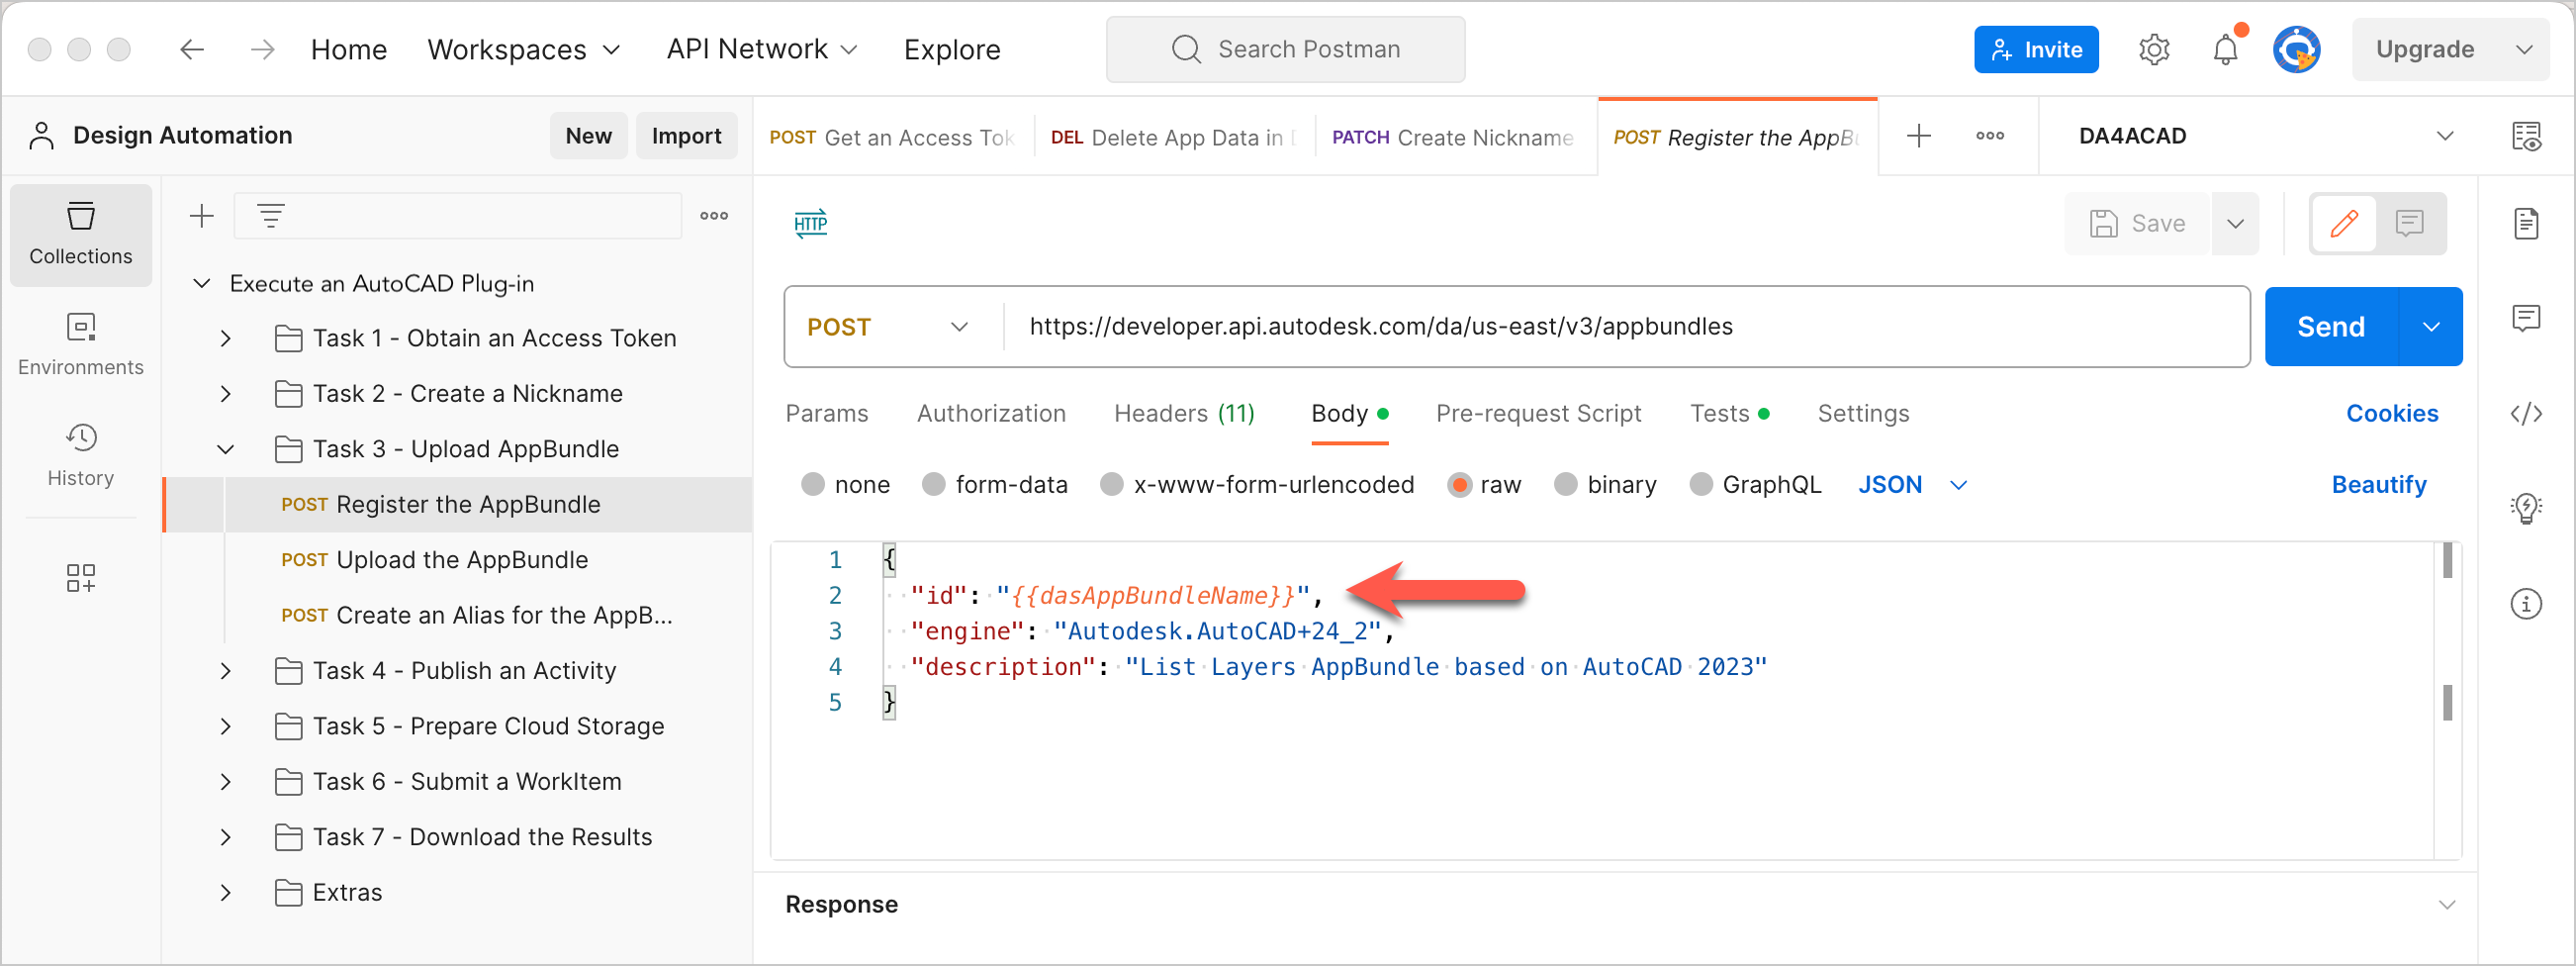 Home Workspaces API Network Explore Search Postman Invite Upgrade
Design Automation New Import
POST Get an Access Tok DEL Delete App Data in POST PATCH Create Nickname POST Register the AppBu DA4ACAD
Collections
Environments
History
Execute an AutoCAD Plug-in
Task 1 - Obtain an Access Token
Task 2 - Create a Nickname
Task 3 - Upload AppBundle
POST Register the AppBundle
POST Upload the AppBundle
POST Create an Alias for the AppB...
Task 4 - Publish an Activity
Task 5 - Prepare Cloud Storage
Task 6 - Submit a WorkItem
Task 7 - Download the Results
Extras
HTTP
Save
POST https://developer.api.autodesk.com/da/us-east/v3/appbundles Send
Params Authorization Headers (11) Body Pre-request Script Tests Settings Cookies
none form-data x-www-form-urlencoded raw binary GraphQL JSON Beautify
1 {
2 "id": "{{dasAppBundleName}}",
3 "engine": "Autodesk.AutoCAD+24_2",
4 "description": "List Layers AppBundle based on AutoCAD 2023"
5 }
Response